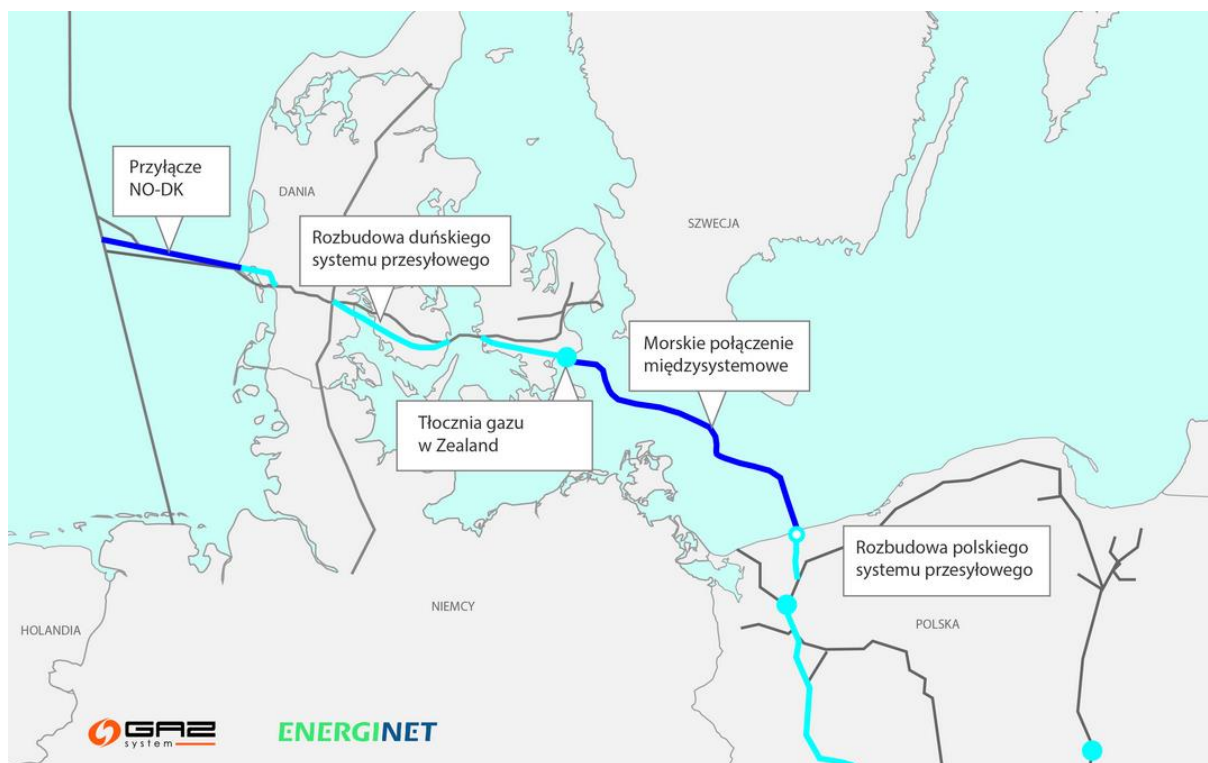 Przyłącze
NO-DK
DANIA
Rozbudowa duńskiego
systemu przesyłowego
SZWECJA
Morskie połączenie
międzysystemowe
Tłocznia gazu
w Zealand
Rozbudowa polskiego
systemu przesyłowego
NIEMCY
HOLANDIA
POLSKA
GAZ
system
ENERGINET